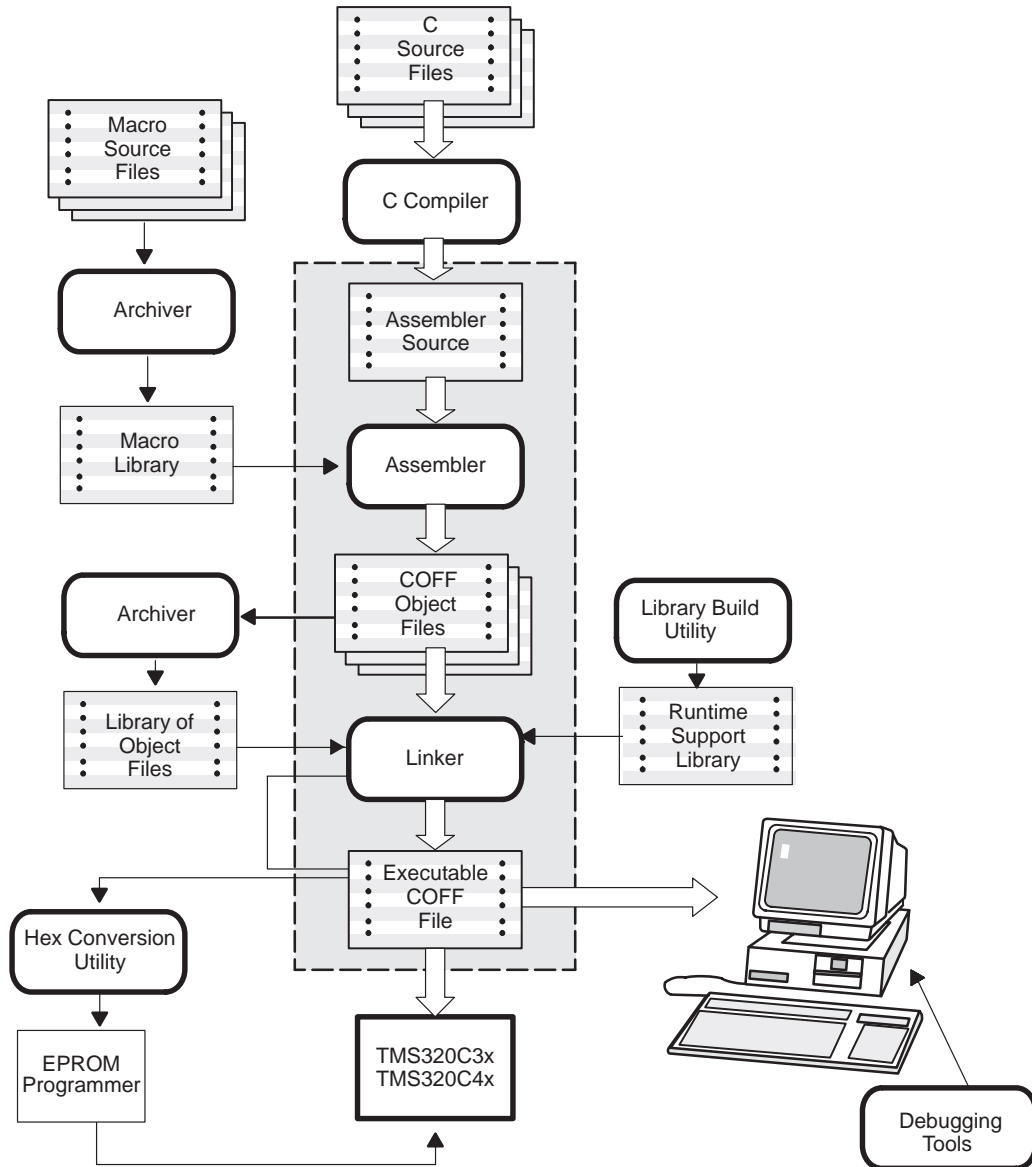 C
Source
Files
Macro
Source
Files
C Compiler
Archiver
Assembler
Source
Macro
Library
Assembler
Archiver
COFF
Object
Files
Library Build
Utility
Library of
Object
Files
Linker
Runtime
Support
Library
Executable
COFF
File
Hex Conversion
Utility
EPROM
Programmer
TMS320C3x
TMS320C4x
Debugging
Tools